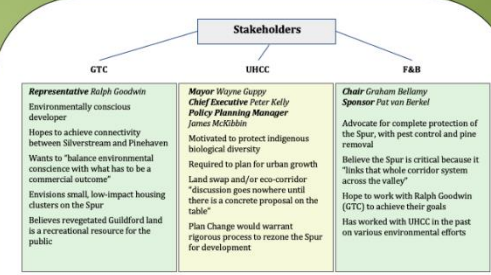 Stakeholders
GTC
UHCC
F&B
Representative Ralph Goodwin
Environmentally conscious
developer
Hopes to achieve connectivity
between Silverstream and Pinehaven
Wants to "balance environmental
conscience with what has to be a
commercial outcome"
Envisions small, low-impact housing
clusters on the Spur
Believes revegetated Guildford land
is a recreational resource for the
public
Mayor Wayne Guppy
Chief Executive Peter Kelly
Policy Planning Manager
James McKibbin
Motivated to protect indigenous
biological diversity
Required to plan for urban growth
Land swap and/or eco-corridor
"discussion goes nowhere until
there is a concrete proposal on the
table"
Plan Change would warrant
rigorous process to rezone the Spur
for development
Chair Graham Bellamy
Sponsor Pat van Berkel
Advocate for complete protection of
the Spur, with pest control and pine
removal
Believe the Spur is critical because it
"links that whole corridor system
across the valley"
Hope to work with Ralph Goodwin
(GTC) to achieve their goals
Has worked with UHCC in the past
on various environmental efforts